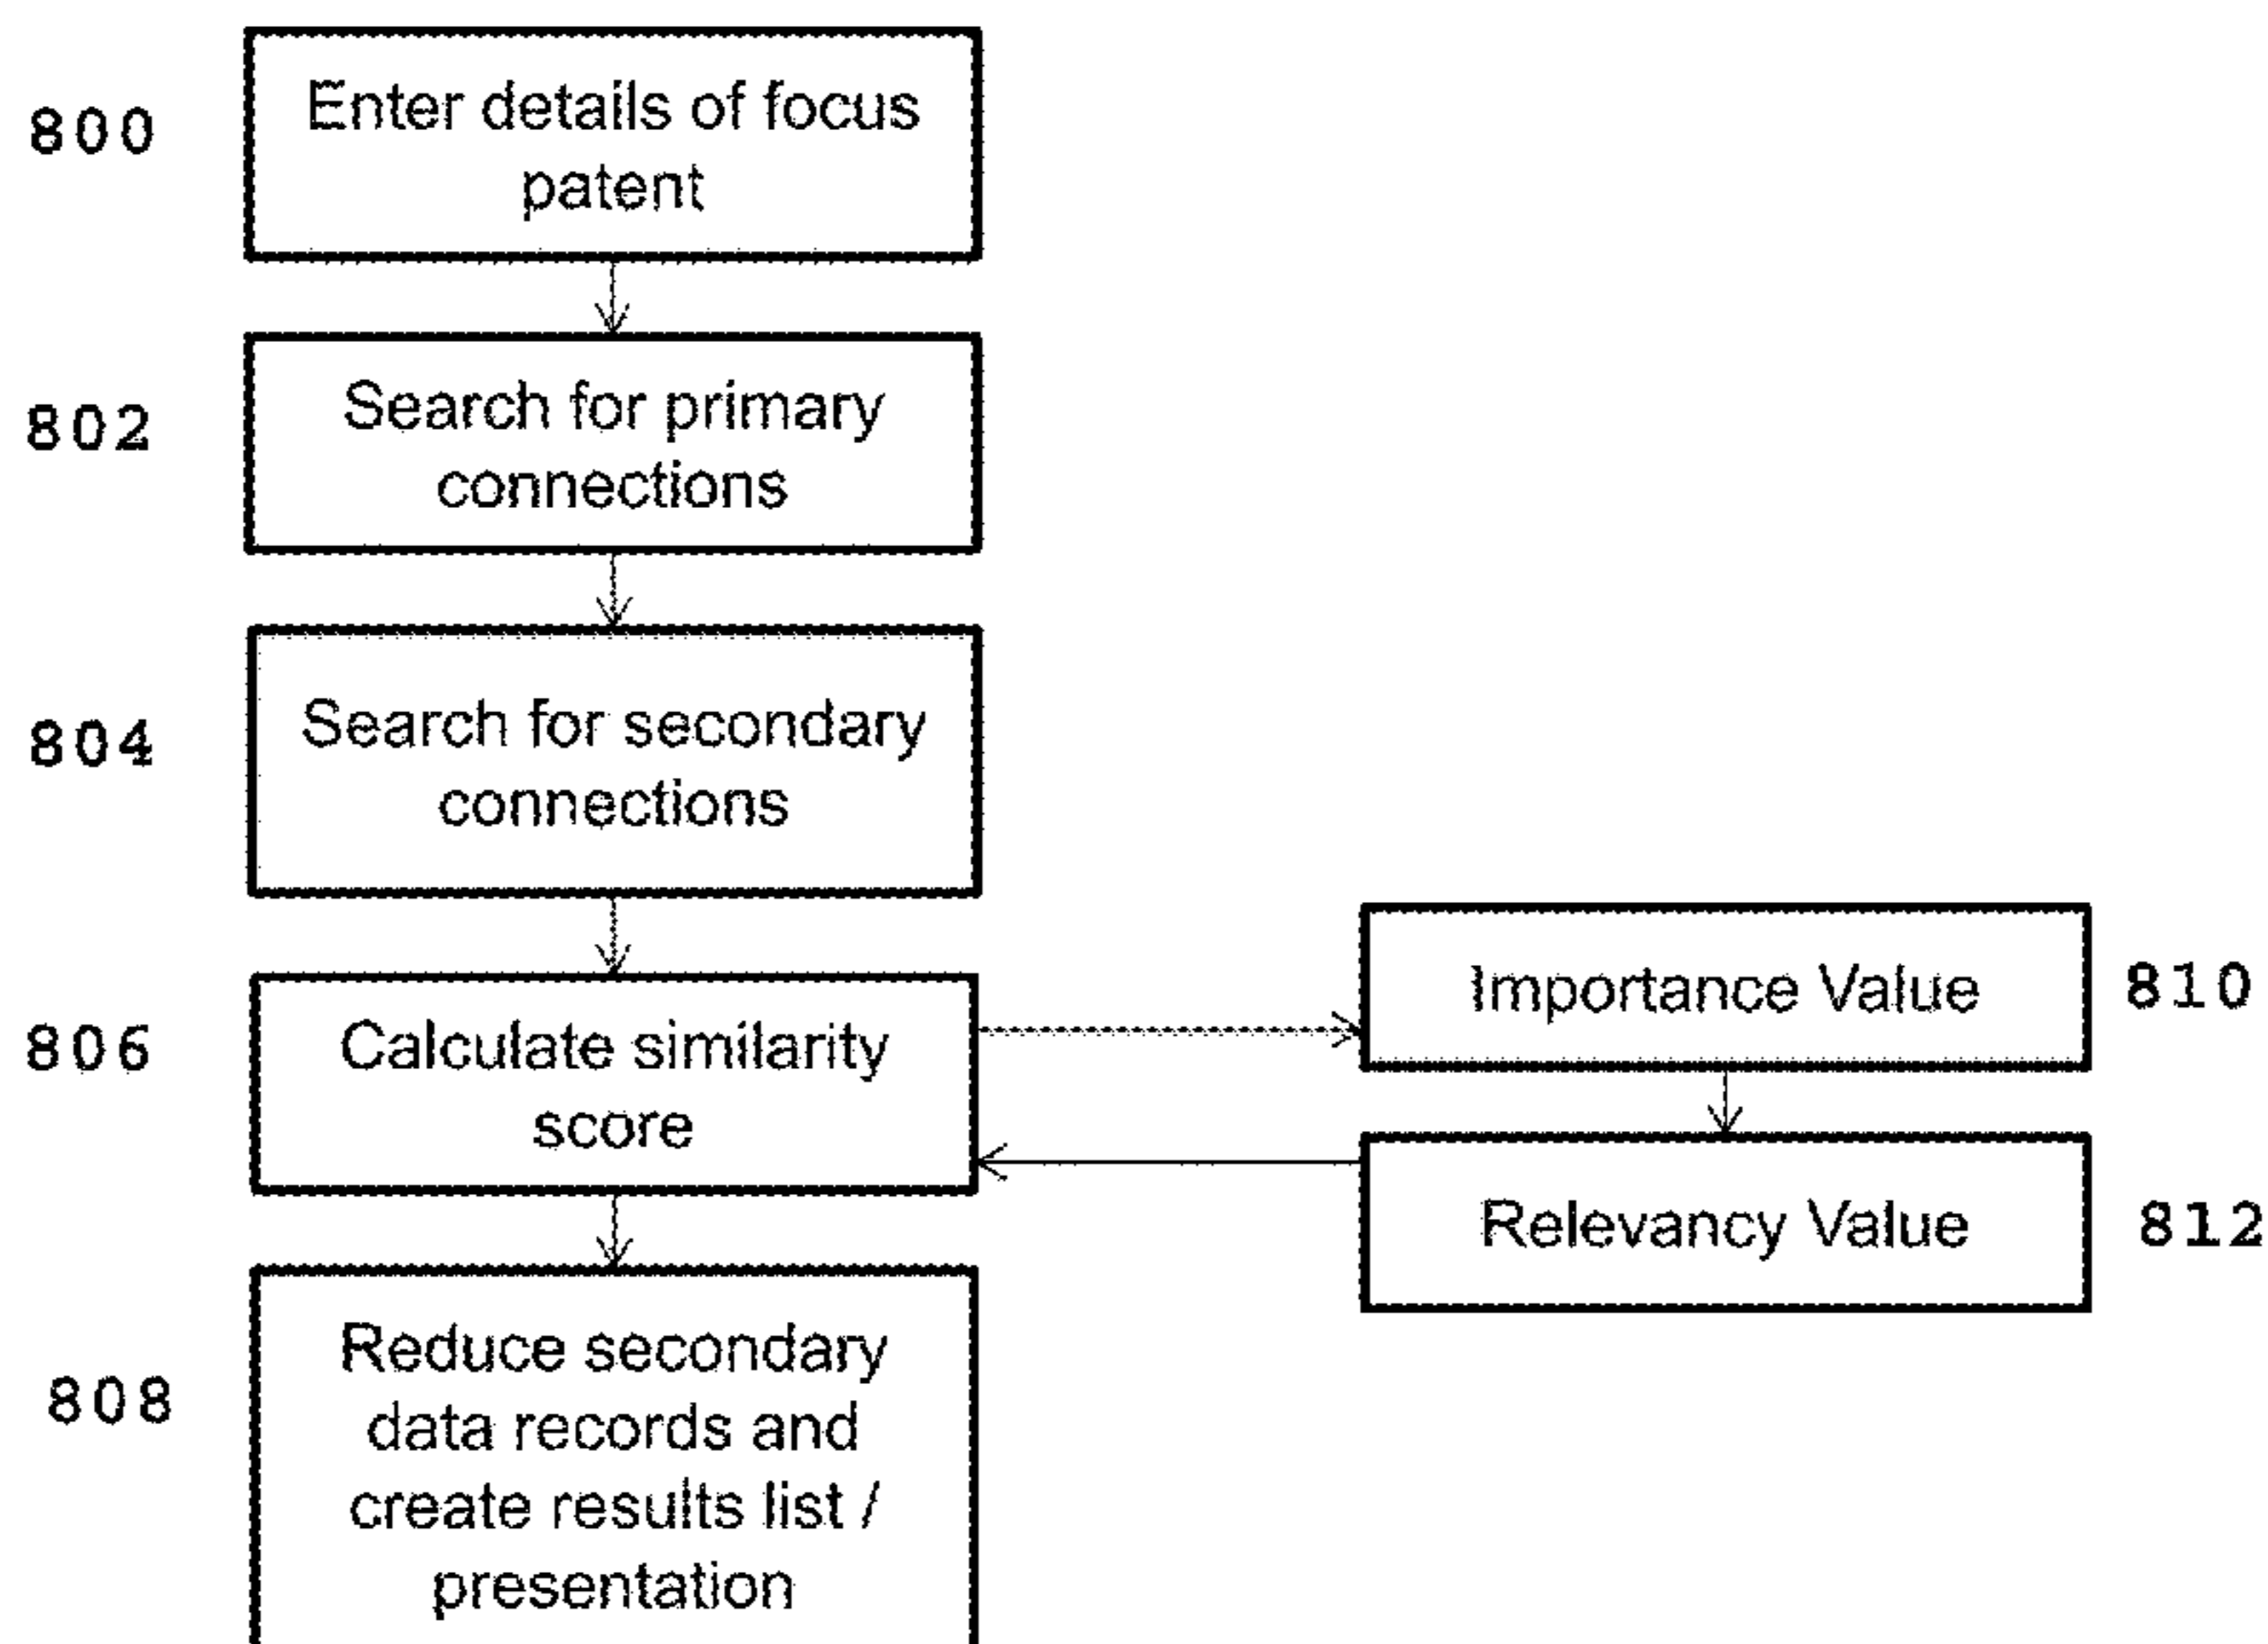 800
Enter details of focus
patent
802
Search for primary
connections
804
Search for secondary
connections
806
Calculate similarity
score
Importance Value
810
Relevancy Value
812
808
Reduce secondary
data records and
create results list /
presentation